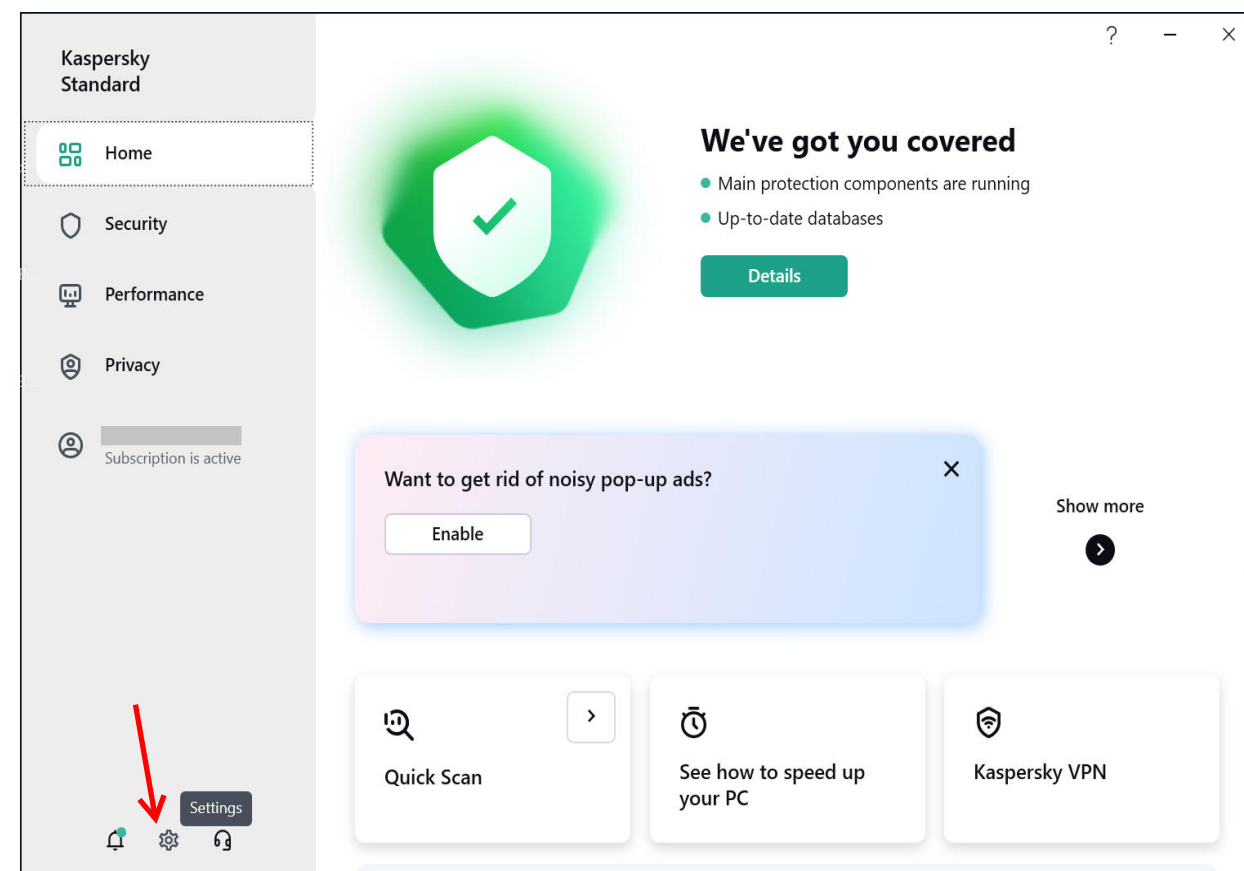 Kaspersky
Standard
Home
Security
Performance
Privacy
Subscription is active
Settings
?
We've got you covered
Main protection components are running
Up-to-date databases
Details
Want to get rid of noisy pop-up ads?
Enable
Show more
Quick Scan
See how to speed up
your PC
Kaspersky VPN